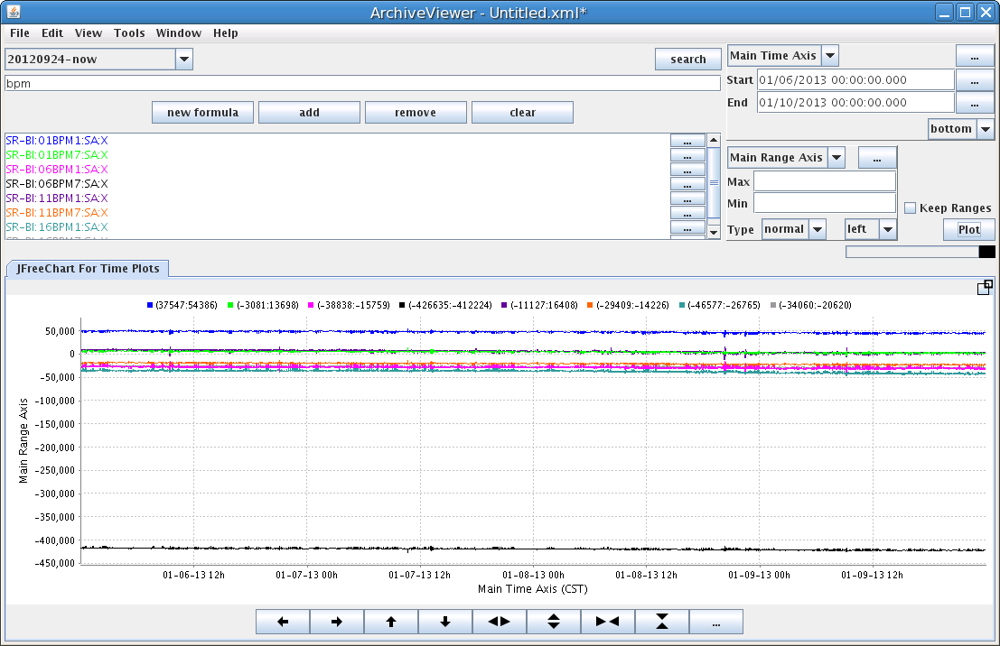 ArchiveViewer - Untitled.xml*
File Edit View Tools Window Help
20120924-now
search
bpm
new formula add remove clear
Main Time Axis ...
Start 01/06/2013 00:00:00.000 ...
End 01/10/2013 00:00:00.000 ...
bottom
SR-BI:01BPM1:SA:X ...
SR-BI:01BPM7:SA:X ...
SR-BI:06BPM1:SA:X ...
SR-BI:06BPM7:SA:X ...
SR-BI:11BPM1:SA:X ...
SR-BI:11BPM7:SA:X ...
SR-BI:16BPM1:SA:X ...
Main Range Axis ...
Max
Min
Keep Ranges
Type normal left Plot
JFreeChart For Time Plots
(37547:54386) (-3081:13698) (-38838:-15759) (-426635:-412224) (-11127:16408) (-29409:-14226) (-46577:-26765) (-34060:-20620)
Main Range Axis
50,000
0
-50,000
-100,000
-150,000
-200,000
-250,000
-300,000
-350,000
-400,000
-450,000
01-06-13 12h 01-07-13 00h 01-07-13 12h 01-08-13 00h 01-08-13 12h 01-09-13 00h 01-09-13 12h
Main Time Axis (CST)
...